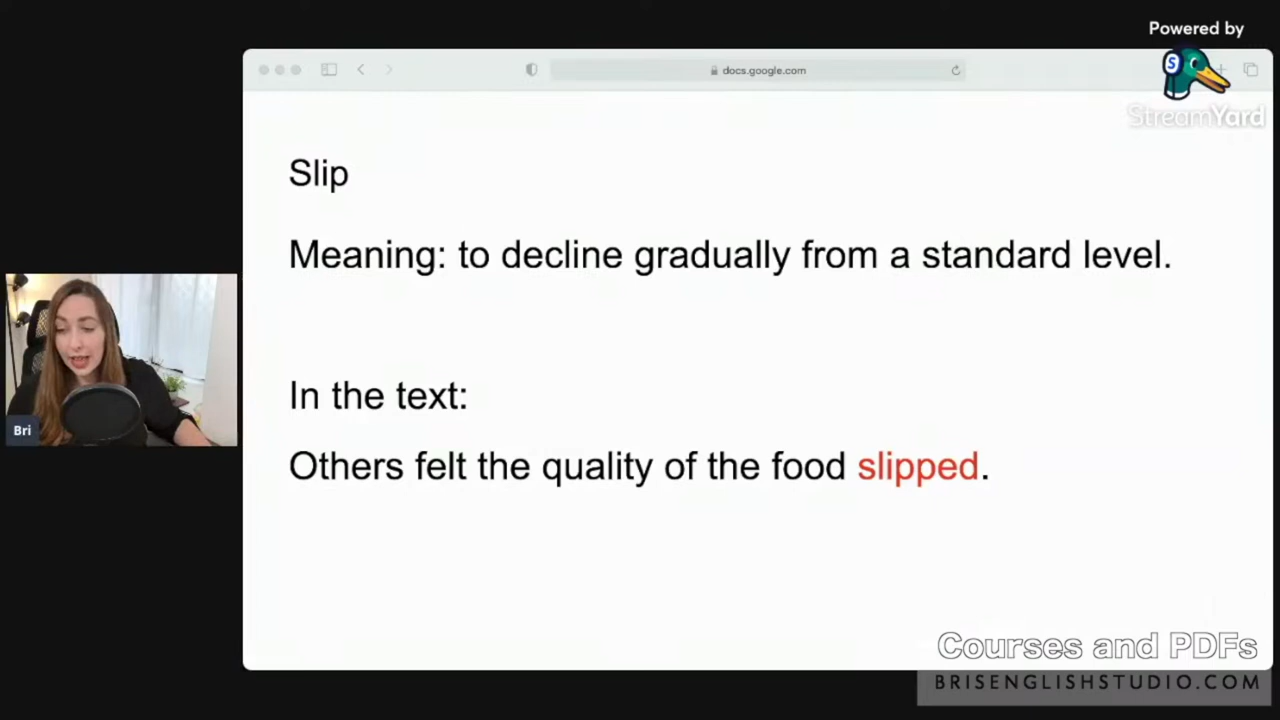 Powered by
docs.google.com
S
StreamYard
Slip
Meaning: to decline gradually from a standard level.
In the text:
Others felt the quality of the food slipped.
Bri
Courses and PDFs
BRISENGLISHSTUDIO.COM